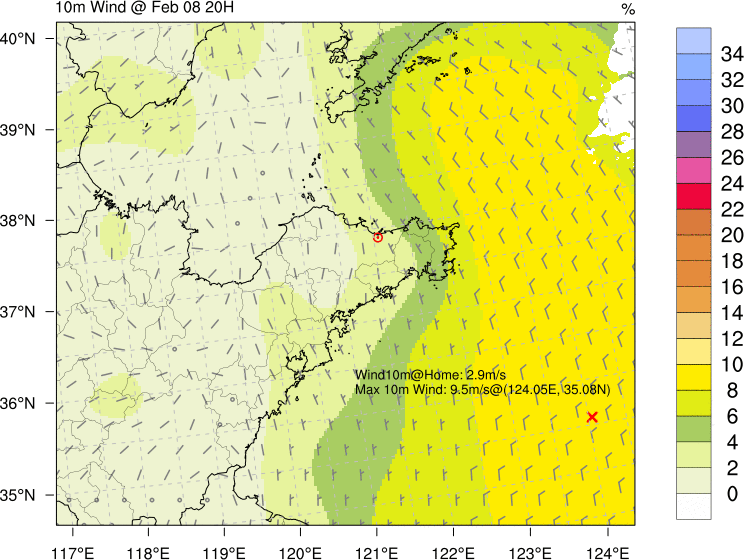 10m Wind @ Feb 08 20H
%
40°N
39°N
38°N
37°N
36°N
35°N
117°E
118°E
119°E
120°E
121°E
122°E
123°E
124°E
Wind10m@Home: 2.9m/s
Max 10m Wind: 9.5m/s@(124.05E, 35.08N)
34
32
30
28
26
24
22
20
18
16
14
12
10
8
6
4
2
0